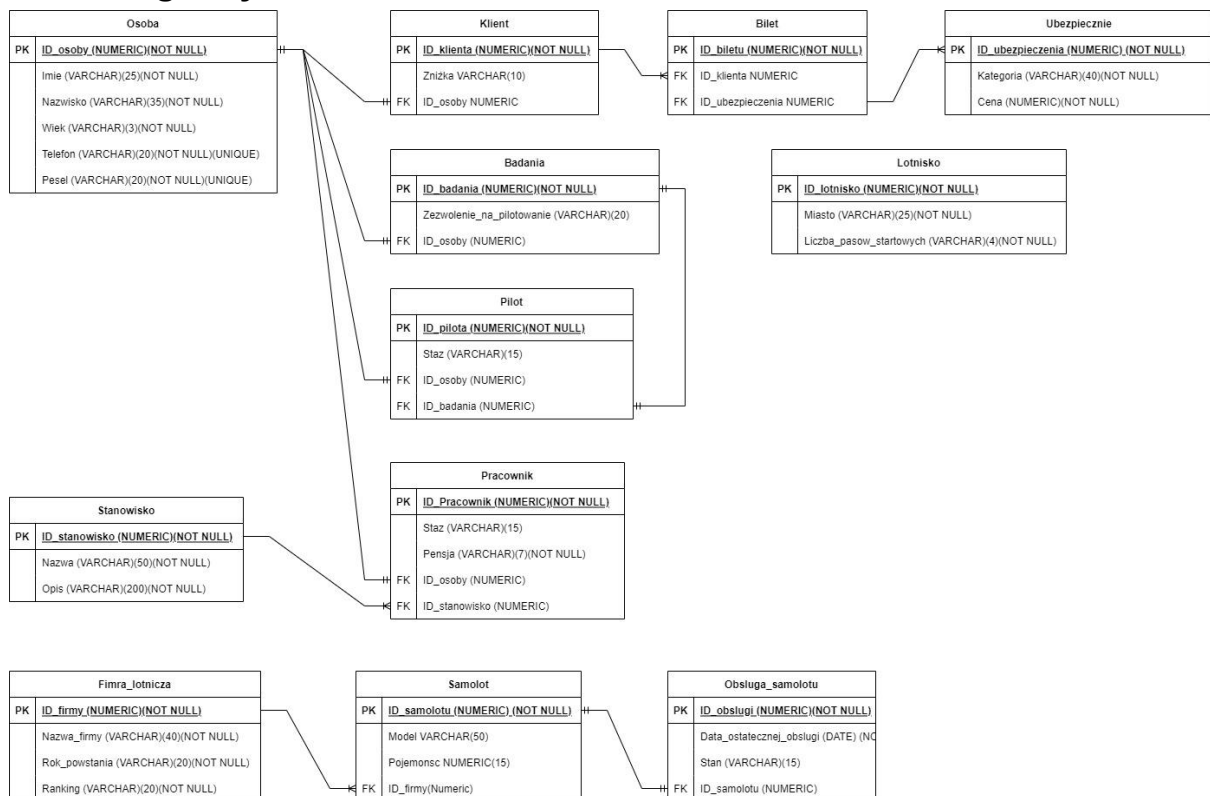 Osoba
PK ID_osoby (NUMERIC)(NOT NULL)
Imie (VARCHAR)(25)(NOT NULL)
Nazwisko (VARCHAR)(35)(NOT NULL)
Wiek (VARCHAR)(3)(NOT NULL)
Telefon (VARCHAR)(20)(NOT NULL)(UNIQUE)
Pesel (VARCHAR)(20)(NOT NULL)(UNIQUE)
Klient
PK ID_klienta (NUMERIC)(NOT NULL)
Zniżka VARCHAR(10)
FK ID_osoby NUMERIC
Bilet
PK ID_biletu (NUMERIC)(NOT NULL)
FK ID_klienta NUMERIC
FK ID_ubezpieczenia NUMERIC
Ubezpiecznie
PK ID_ubezpieczenia (NUMERIC) (NOT NULL)
Kategoria (VARCHAR)(40)(NOT NULL)
Cena (NUMERIC)(NOT NULL)
Badania
PK ID_badania (NUMERIC)(NOT NULL)
Zezwolenie_na_pilotowanie (VARCHAR)(20)
FK ID_osoby (NUMERIC)
Lotnisko
PK ID_lotnisko (NUMERIC)(NOT NULL)
Miasto (VARCHAR)(25)(NOT NULL)
Liczba_pasow_startowych (VARCHAR)(4)(NOT NULL)
Pilot
PK ID_pilota (NUMERIC)(NOT NULL)
Staz (VARCHAR)(15)
FK ID_osoby (NUMERIC)
FK ID_badania (NUMERIC)
Pracownik
PK ID_Pracownik (NUMERIC)(NOT NULL)
Staz (VARCHAR)(15)
Pensja (VARCHAR)(7)(NOT NULL)
FK ID_osoby (NUMERIC)
FK ID_stanowisko (NUMERIC)
Stanowisko
PK ID_stanowisko (NUMERIC)(NOT NULL)
Nazwa (VARCHAR)(50)(NOT NULL)
Opis (VARCHAR)(200)(NOT NULL)
Fimra_lotnicza
PK ID_firmy (NUMERIC)(NOT NULL)
Nazwa_firmy (VARCHAR)(40)(NOT NULL)
Rok_powstania (VARCHAR)(20)(NOT NULL)
Ranking (VARCHAR)(20)(NOT NULL)
Samolot
PK ID_samolotu (NUMERIC) (NOT NULL)
Model VARCHAR(50)
Pojemonsc NUMERIC(15)
FK ID_firmy(Numeric)
Obsluga_samolotu
PK ID_obslugi (NUMERIC)(NOT NULL)
Data_ostatecznej_obslugi (DATE) (NO
Stan (VARCHAR)(15)
FK ID_samolotu (NUMERIC)